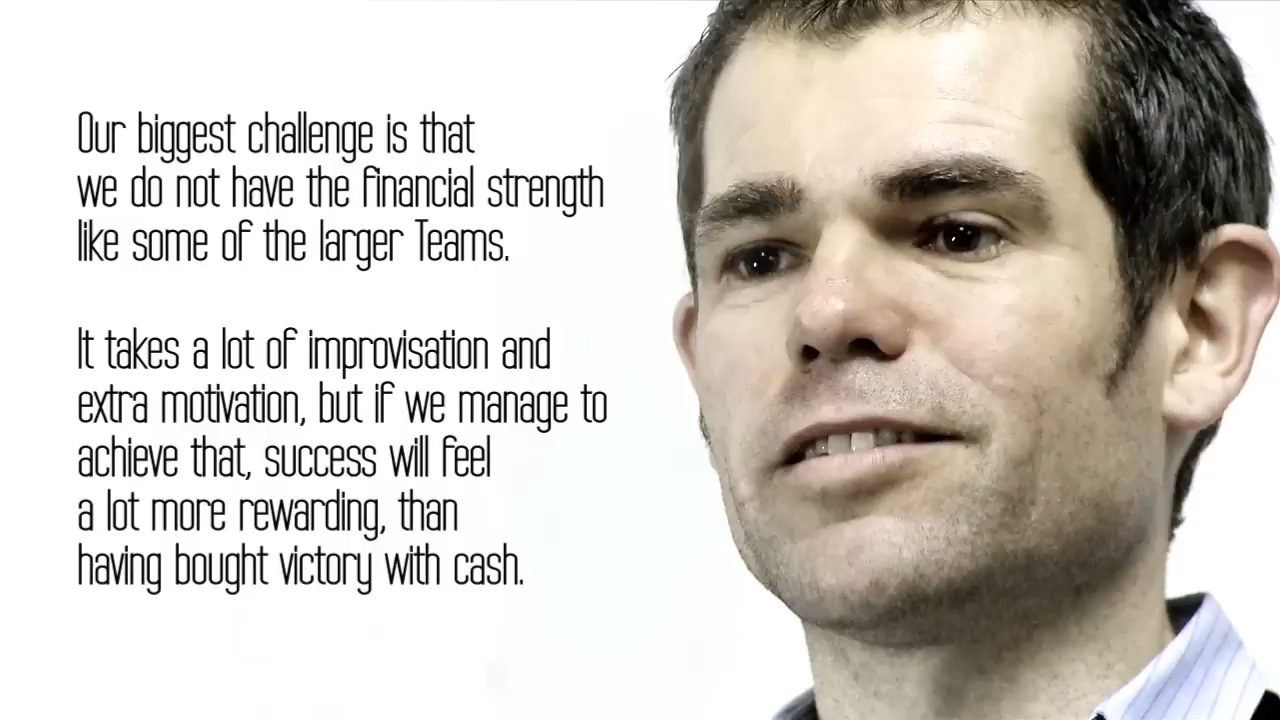 Our biggest challenge is that
we do not have the financial strength
like some of the larger Teams.
It takes a lot of improvisation and
extra motivation, but if we manage to
achieve that, success will feel
a lot more rewarding, than
having bought victory with cash.